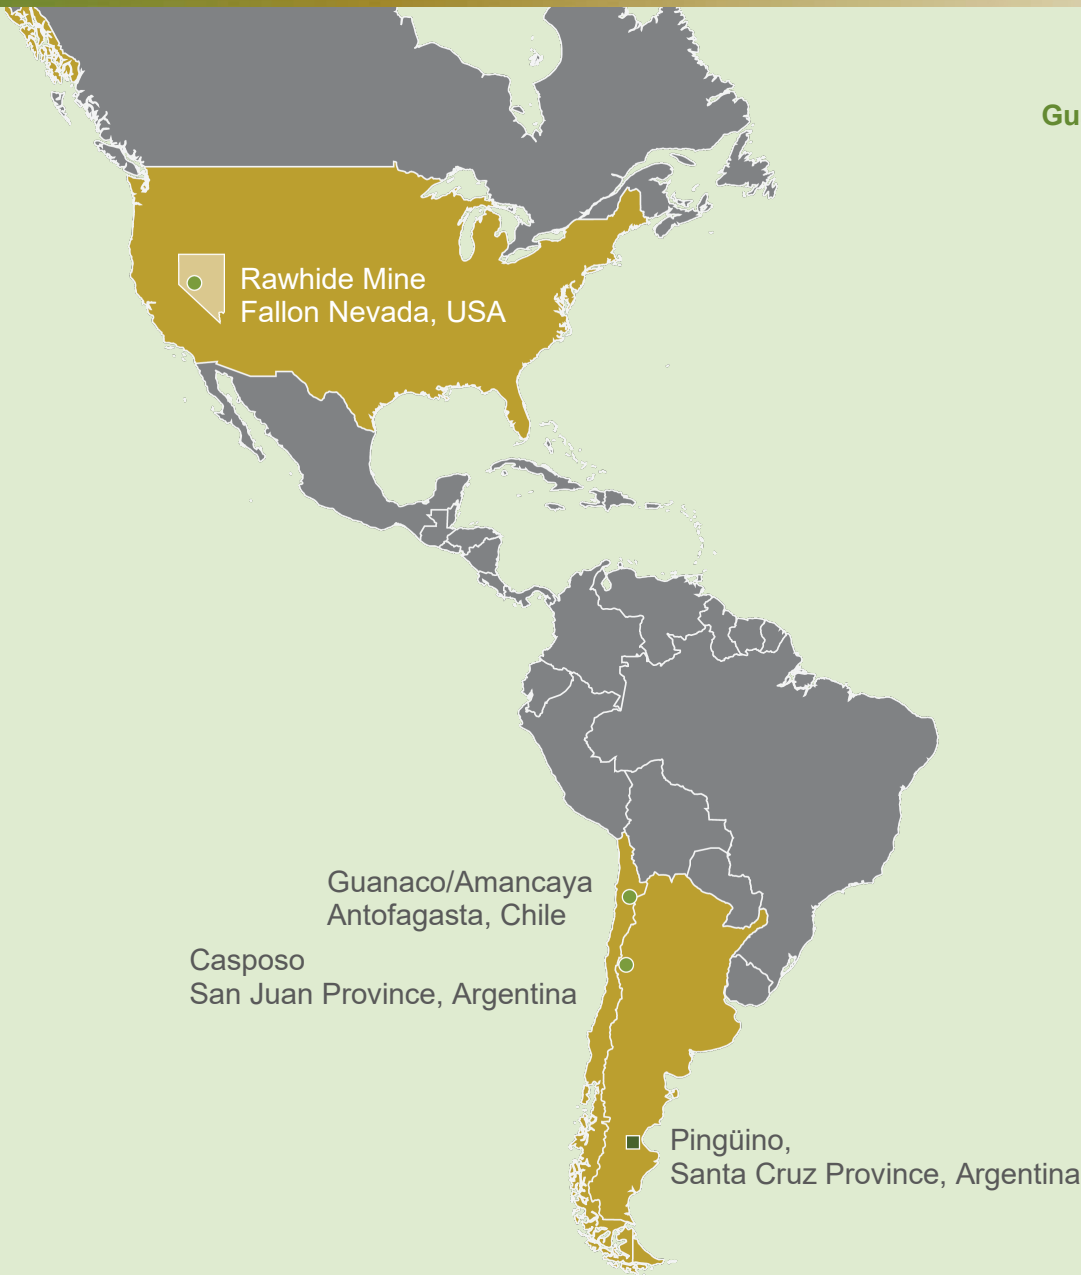 Gu
Rawhide Mine
Fallon Nevada, USA
Guanaco/Amancaya
Antofagasta, Chile
Casposo
San Juan Province, Argentina
Pingüino,
Santa Cruz Province, Argentina